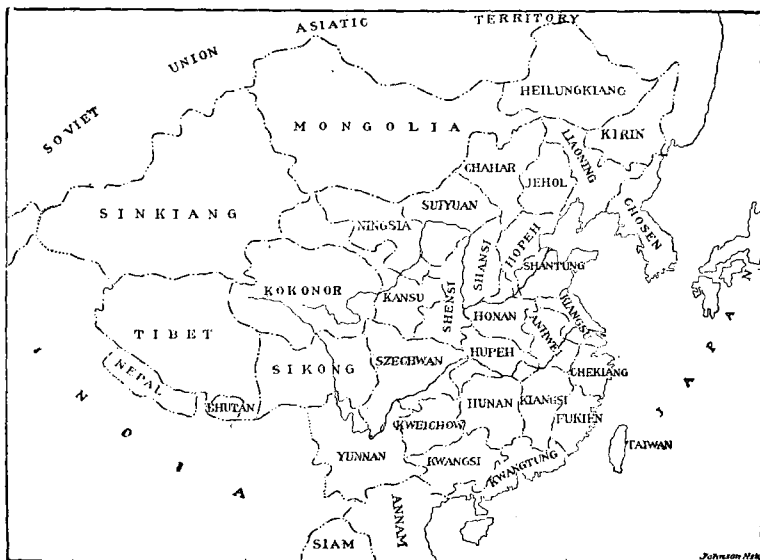 ASIATIC TERRITORY
SOVIET UNION
HEILUNGKIANG
MONGOLIA
KIRIN
LIAONING
CHAHAR
JEHOL
SINKIANG
SUIYUAN
NINGSIA
CHOSEN
HOPEH
SHANSI
SHANTUNG
KOKONOR
KANSU
SHENSI
KIANGSU
HONAN
ANHWEI
TIBET
JAPAN
NEPAL
SIKONG
SZECHWAN
HUPEH
CHEKIANG
BHUTAN
HUNAN
KIANGSI
INDIA
KWEICHOW
FUKIEN
YUNNAN
KWANGSI
KWANGTUNG
TAIWAN
ANNAM
SIAM